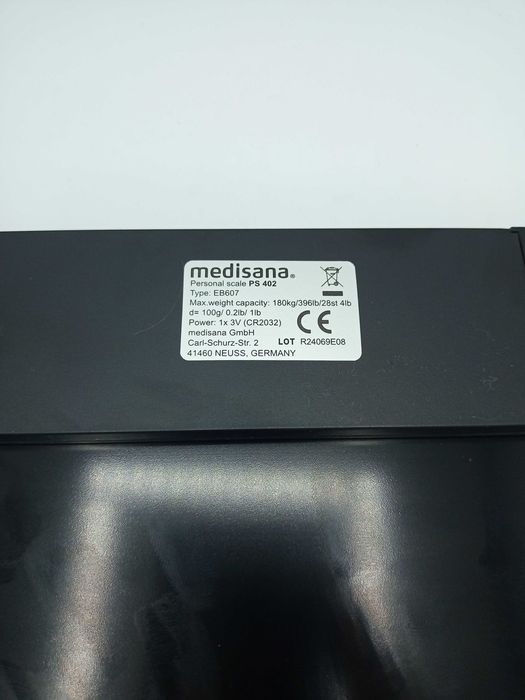 medisana®
Personal scale PS 402
Type: EB607
Max.weight capacity: 180kg/396lb/28st 4lb
d= 100g/ 0.2lb/ 1lb
Power: 1x 3V (CR2032)
CE
medisana GmbH
Carl-Schurz-Str. 2
LOT R24069E08
41460 NEUSS, GERMANY